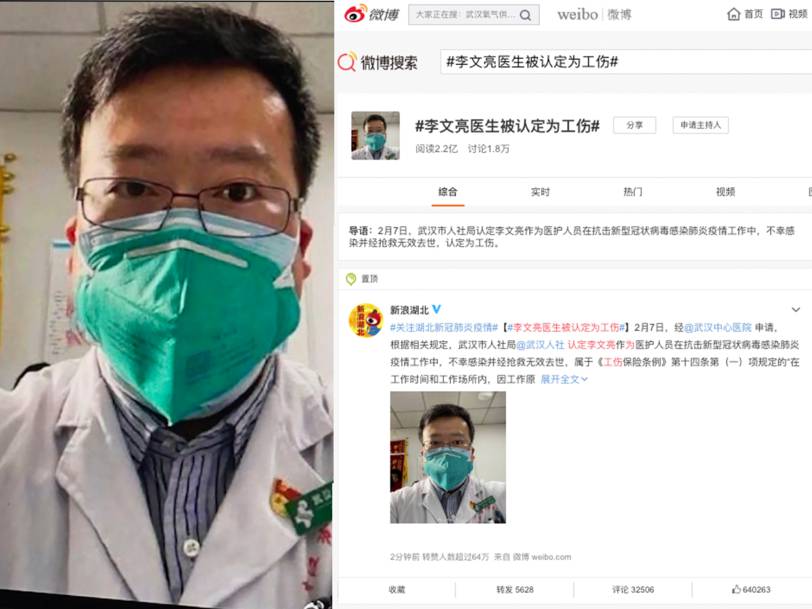 微博
大家正在搜：武汉氧气供...
weibo
微博
首页
视频
微博搜索
#李文亮医生被认定为工伤#
#李文亮医生被认定为工伤#
分享
申请主持人
阅读2.2亿 讨论1.8万
综合
实时
热门
视频
导语：2月7日，武汉市人社局认定李文亮作为医护人员在抗击新型冠状病毒感染肺炎疫情工作中，不幸感
染并经抢救无效去世，认定为工伤。
置顶
新浪湖北
新浪湖北
#关注湖北新冠肺炎疫情#【#李文亮医生被认定为工伤#】2月7日，经@武汉中心医院 申请，
根据相关规定，武汉市人社局@武汉人社 认定李文亮作为医护人员在抗击新型冠状病毒感染肺炎
疫情工作中，不幸感染并经抢救无效去世，属于《工伤保险条例》第十四条第（一）项规定的“在
工作时间和工作场所内，因工作原 展开全文
2分钟前 转赞人数超过64万 来自 微博 weibo.com
收藏
转发 5628
评论 32506
640263